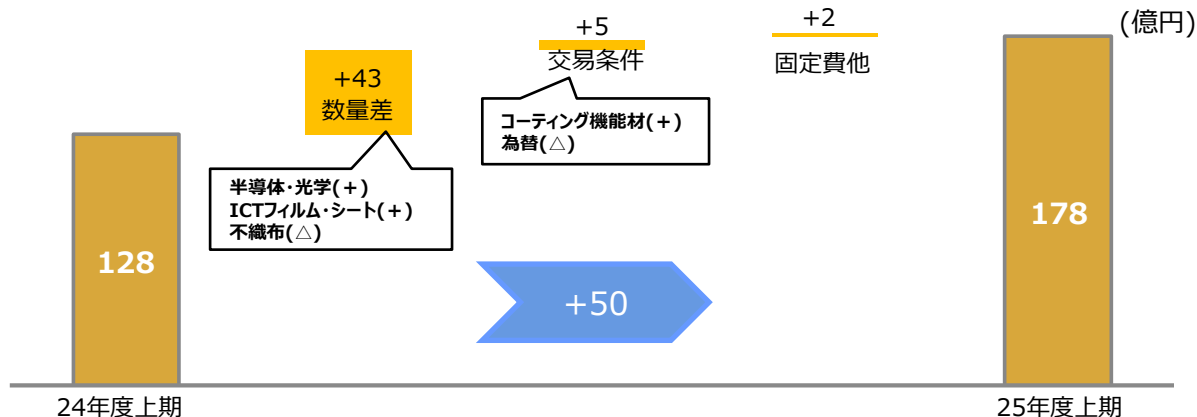 (億円)
+43
数量差
+5
交易条件
+2
固定費他
コーティング機能材(+)
為替(△)
半導体・光学(+)
ICTフィルム・シート(+)
不織布(△)
128
+50
178
24年度上期
25年度上期